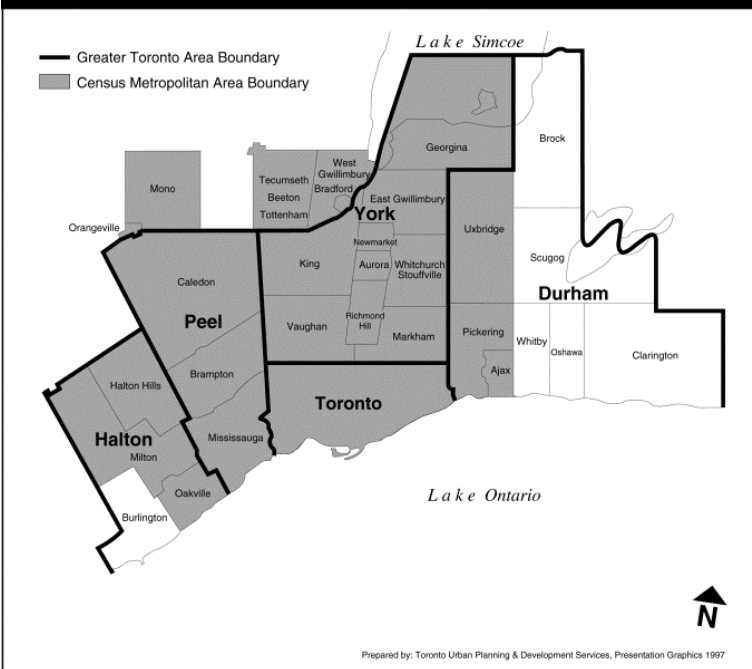 Lake Simcoe
Greater Toronto Area Boundary
Census Metropolitan Area Boundary
Brock
Georgina
West
Gwillimbury
Bradford
Tecumseth
Beeton
Tottenham
Mono
Orangeville
East Gwillimbury
York
Newmarket
Uxbridge
Scugog
King
Aurora
Whitchurch
Stouffville
Durham
Caledon
Peel
Richmond
Hill
Vaughan
Markham
Pickering
Ajax
Whitby
Oshawa
Clarington
Brampton
Halton Hills
Toronto
Halton
Milton
Mississauga
Oakville
Burlington
Lake Ontario
N
Prepared by: Toronto Urban Planning & Development Services, Presentation Graphics 1997